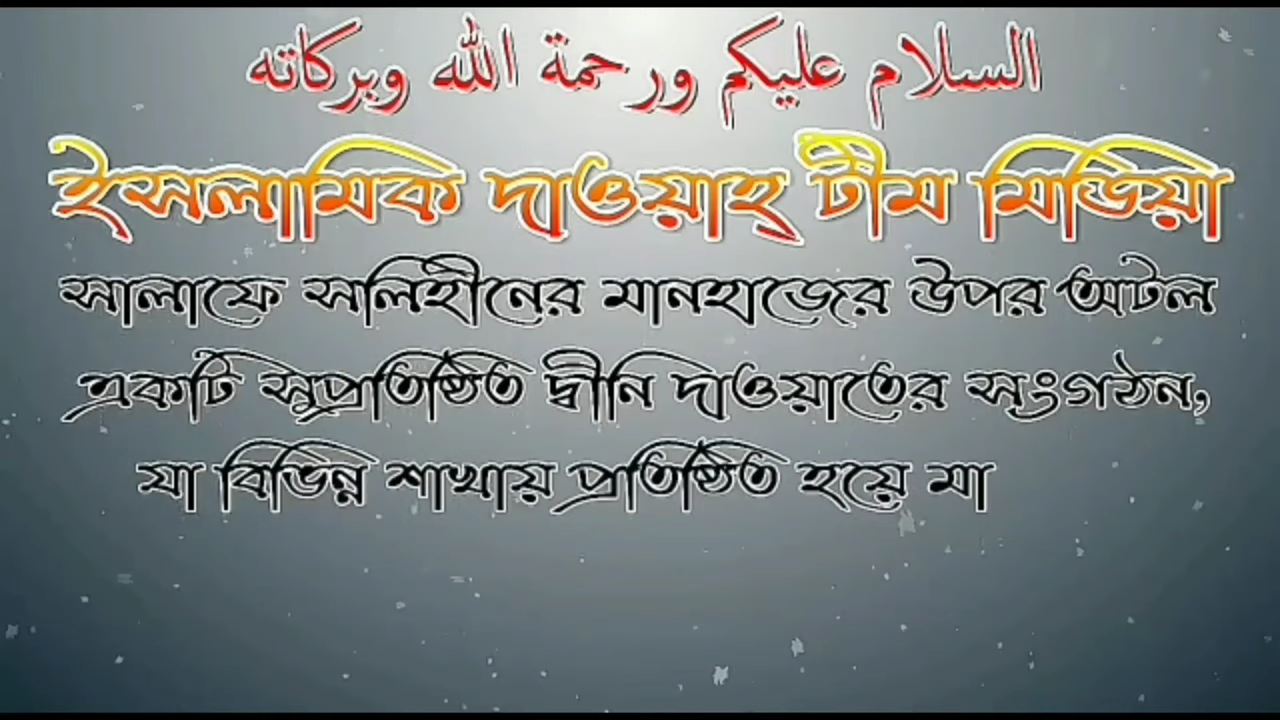 السلام عليكم ورحمة الله وبركاته
ইসলামিক দাওয়াহ্ টীম মিডিয়া
সালাফে সলিহীনের মানহাজের উপর অটল
একটি সুপ্রতিষ্ঠিত দ্বীনি দাওয়াতের সংগঠন,
যা বিভিন্ন শাখায় প্রতিষ্ঠিত হয়ে মা